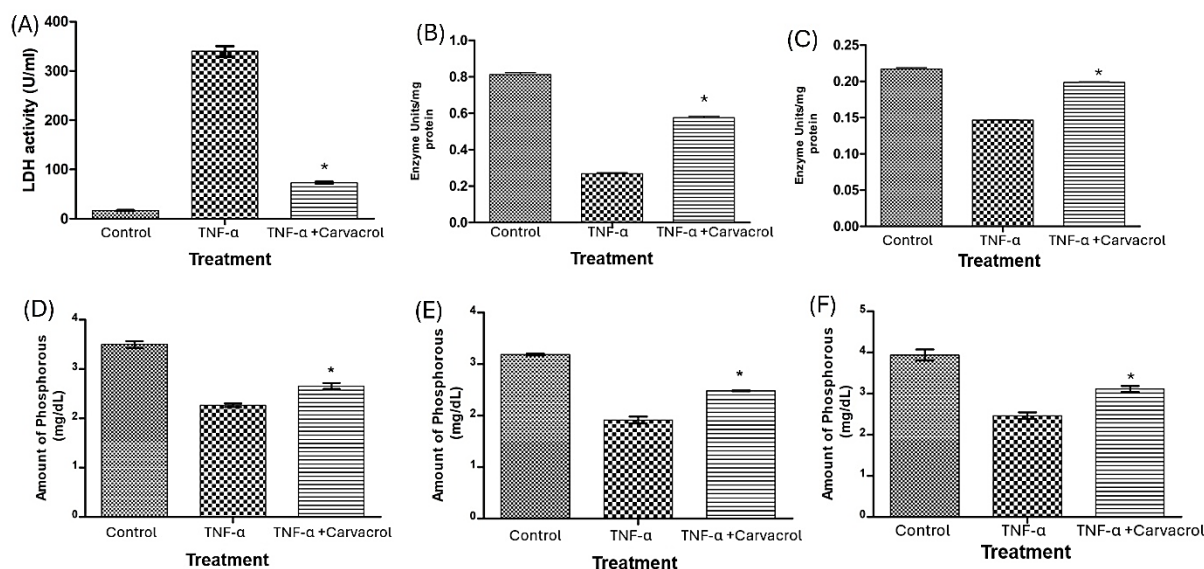 (A)
LDH activity (U/ml)
400
300
200
100
0
Control
TNF-α
TNF-α +Carvacrol
*
Treatment
(B)
Enzyme Units/mg
protein
1.0
0.8
0.6
0.4
0.2
0.0
Control
TNF-α
TNF-α +Carvacrol
*
Treatment
(C)
Enzyme Units/mg
protein
0.25
0.20
0.15
0.10
0.05
0.00
Control
TNF-α
TNF-α +Carvacrol
*
Treatment
(D)
Amount of Phosphorous
(mg/dL)
4
3
2
1
0
Control
TNF-α
TNF-α +Carvacrol
*
Treatment
(E)
Amount of Phosphorous
(mg/dL)
4
3
2
1
0
Control
TNF-α
TNF-α +Carvacrol
*
Treatment
(F)
Amount of Phosphorous
(mg/dL)
5
4
3
2
1
0
Control
TNF-α
TNF-α +Carvacrol
*
Treatment